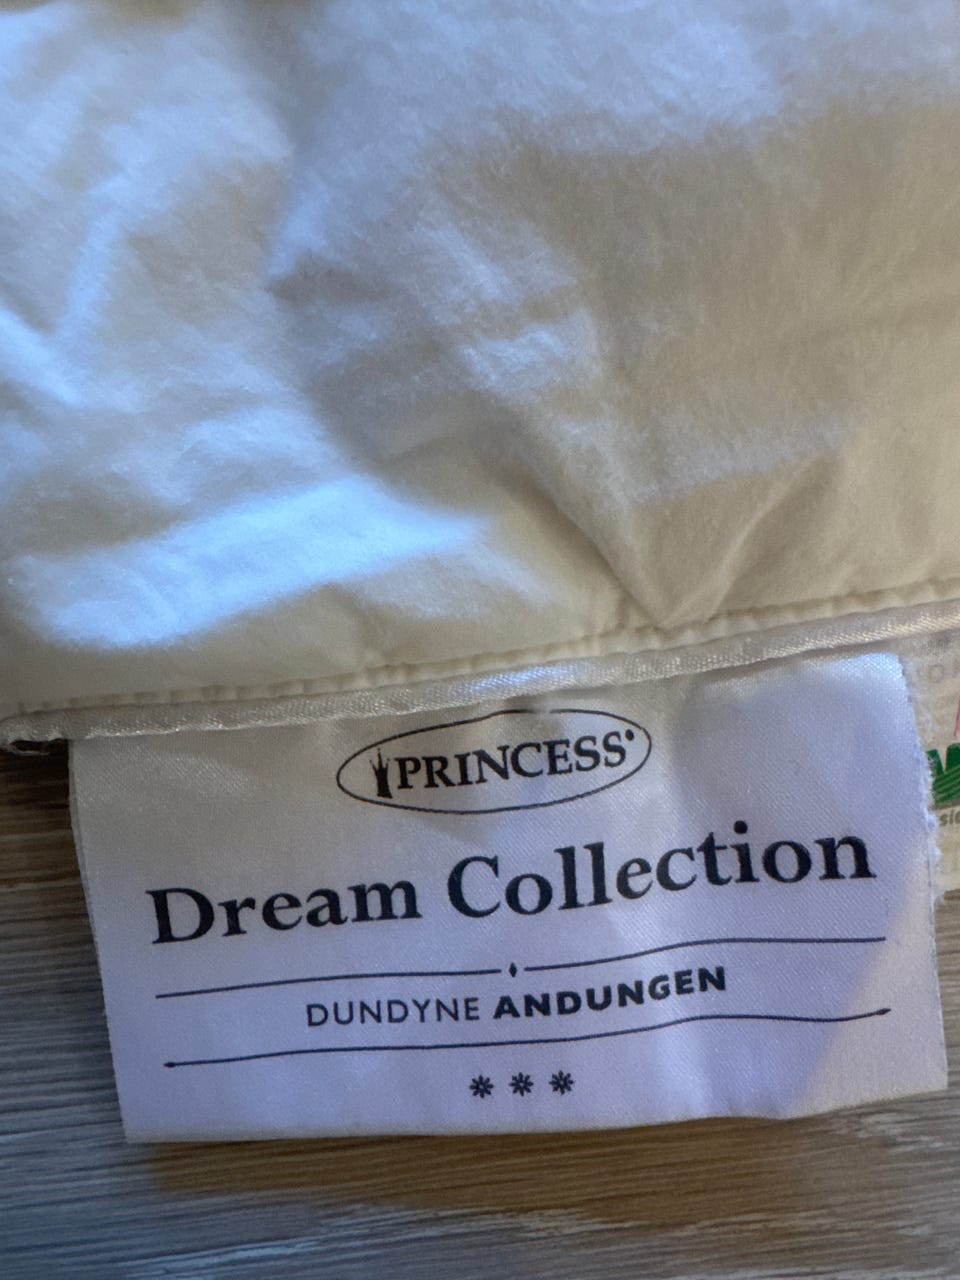 PRINCESS
Dream Collection
DUNDYNE ANDUNGEN
***